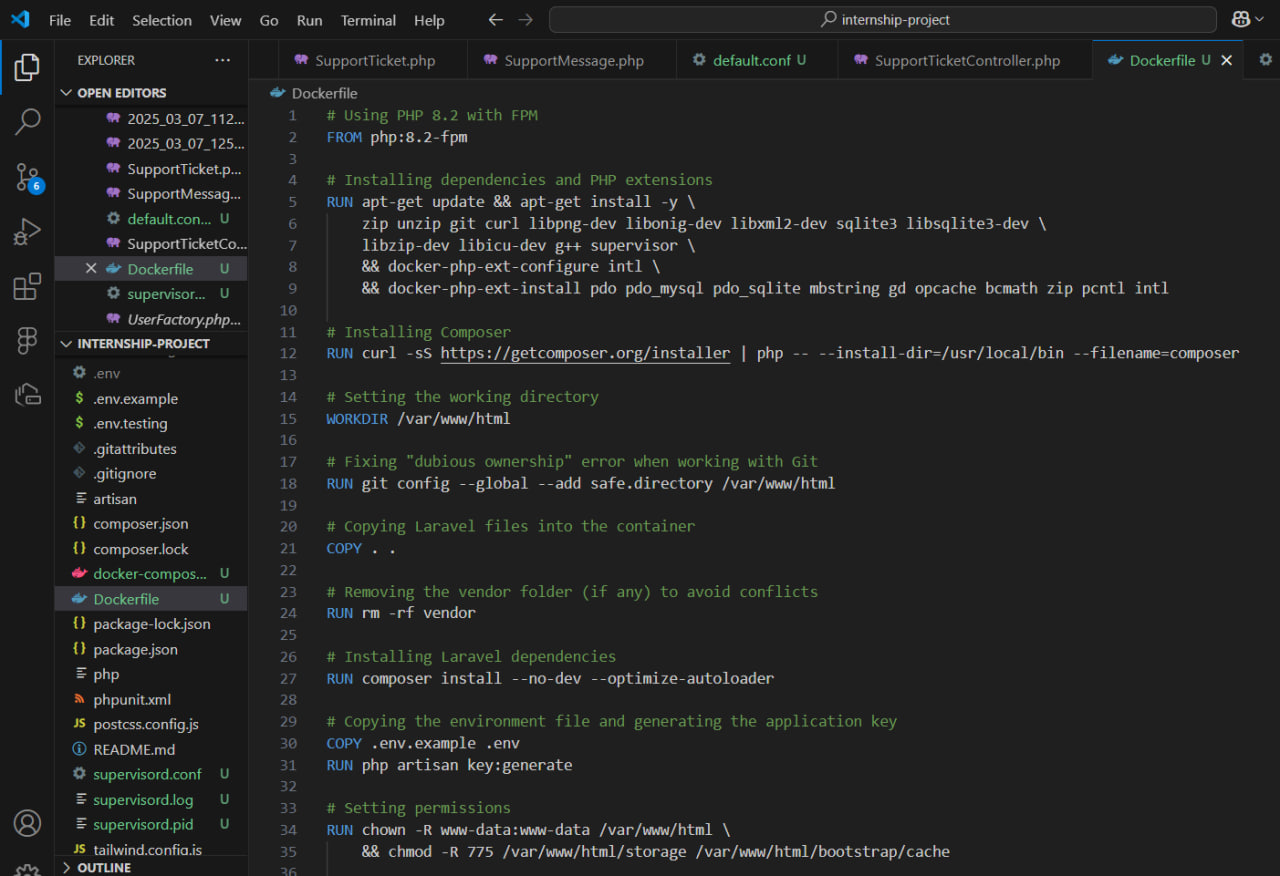 File Edit Selection View Go Run Terminal Help
internship-project
EXPLORER
SupportTicket.php
SupportMessage.php
default.conf U
SupportTicketController.php
Dockerfile U
OPEN EDITORS
2025_03_07_112...
2025_03_07_125...
SupportTicket.p...
SupportMessag...
default.con... U
SupportTicketCo...
Dockerfile U
supervisor... U
UserFactory.php...
INTERNSHIP-PROJECT
.env
.env.example
.env.testing
.gitattributes
.gitignore
artisan
composer.json
composer.lock
docker-compos... U
Dockerfile U
package-lock.json
package.json
php
phpunit.xml
postcss.config.js
README.md
supervisord.conf U
supervisord.log U
supervisord.pid U
tailwind.config.js
OUTLINE
6
Dockerfile
1 # Using PHP 8.2 with FPM
2 FROM php:8.2-fpm
3
4 # Installing dependencies and PHP extensions
5 RUN apt-get update && apt-get install -y \
6 zip unzip git curl libpng-dev libonig-dev libxml2-dev sqlite3 libsqlite3-dev \
7 libzip-dev libicu-dev g++ supervisor \
8 && docker-php-ext-configure intl \
9 && docker-php-ext-install pdo pdo_mysql pdo_sqlite mbstring gd opcache bcmath zip pcntl intl
10
11 # Installing Composer
12 RUN curl -sS https://getcomposer.org/installer | php -- --install-dir=/usr/local/bin --filename=composer
13
14 # Setting the working directory
15 WORKDIR /var/www/html
16
17 # Fixing "dubious ownership" error when working with Git
18 RUN git config --global --add safe.directory /var/www/html
19
20 # Copying Laravel files into the container
21 COPY . .
22
23 # Removing the vendor folder (if any) to avoid conflicts
24 RUN rm -rf vendor
25
26 # Installing Laravel dependencies
27 RUN composer install --no-dev --optimize-autoloader
28
29 # Copying the environment file and generating the application key
30 COPY .env.example .env
31 RUN php artisan key:generate
32
33 # Setting permissions
34 RUN chown -R www-data:www-data /var/www/html \
35 && chmod -R 775 /var/www/html/storage /var/www/html/bootstrap/cache
36